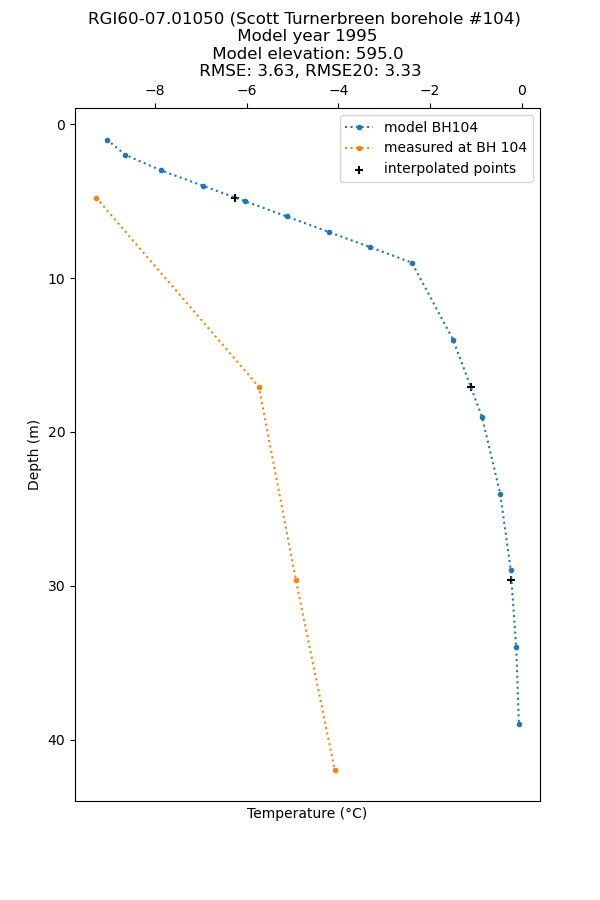 RGI60-07.01050 (Scott Turnerbreen borehole #104)
Model year 1995
Model elevation: 595.0
RMSE: 3.63, RMSE20: 3.33
−8 −6 −4 −2 0
model BH104
measured at BH 104
interpolated points
0
10
20
30
40
Depth (m)
Temperature (°C)